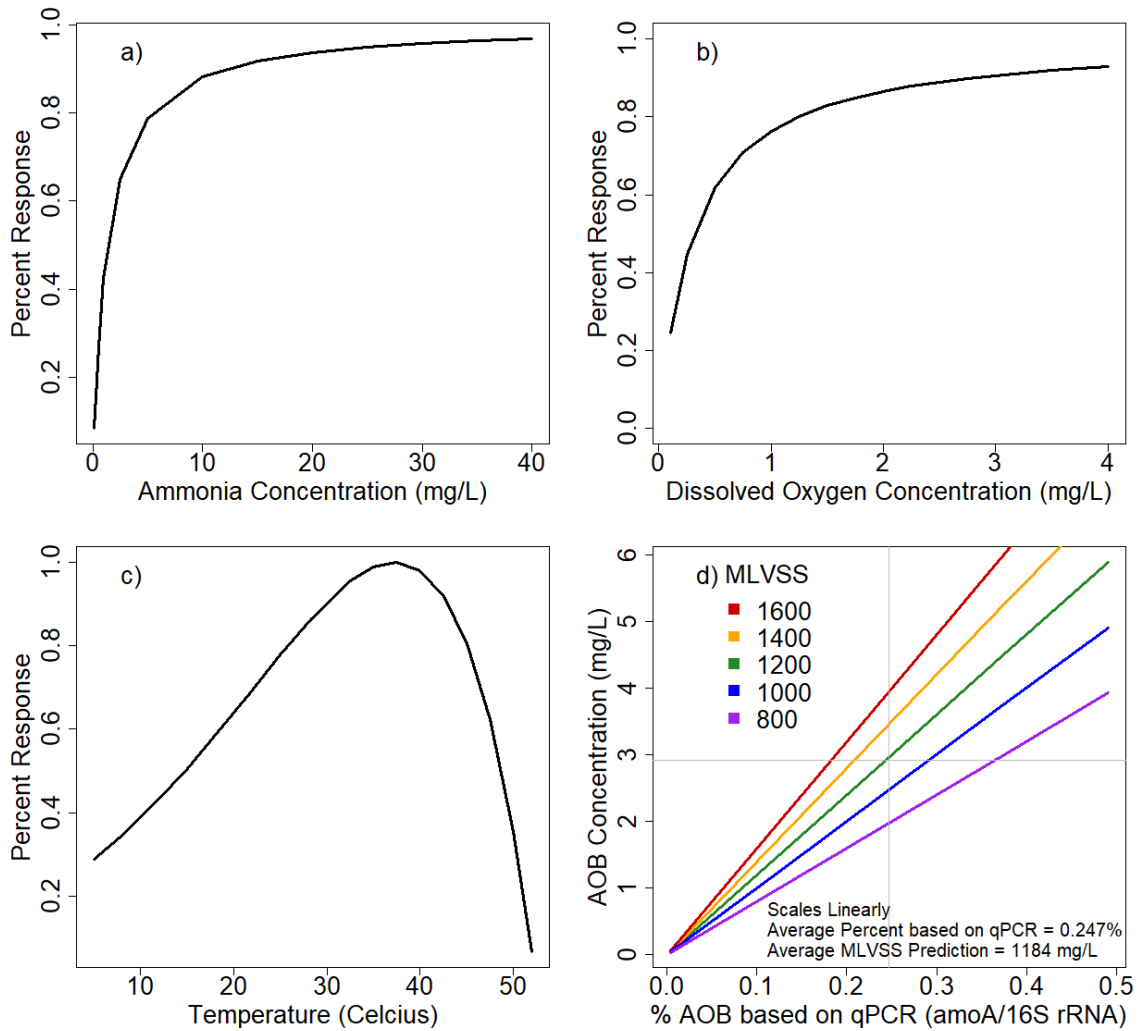 a)
Percent Response
1.0
0.8
0.6
0.4
0.2
0 10 20 30 40
Ammonia Concentration (mg/L)
b)
Percent Response
1.0
0.8
0.6
0.4
0.2
0.0
0 1 2 3 4
Dissolved Oxygen Concentration (mg/L)
c)
Percent Response
1.0
0.8
0.6
0.4
0.2
10 20 30 40 50
Temperature (Celcius)
d) MLVSS
1600
1400
1200
1000
800
AOB Concentration (mg/L)
6
5
4
3
2
1
0
Scales Linearly
Average Percent based on qPCR = 0.247%
Average MLVSS Prediction = 1184 mg/L
0.0 0.1 0.2 0.3 0.4 0.5
% AOB based on qPCR (amoA/16S rRNA)